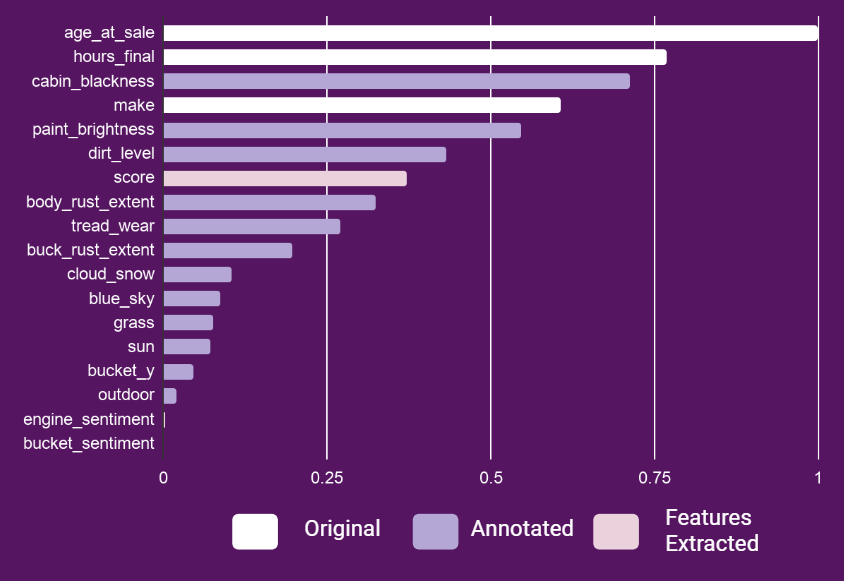 age_at_sale
hours_final
cabin_blackness
make
paint_brightness
dirt_level
score
body_rust_extent
tread_wear
buck_rust_extent
cloud_snow
blue_sky
grass
sun
bucket_y
outdoor
engine_sentiment
bucket_sentiment
0 0.25 0.5 0.75 1
Original Annotated Features
Extracted